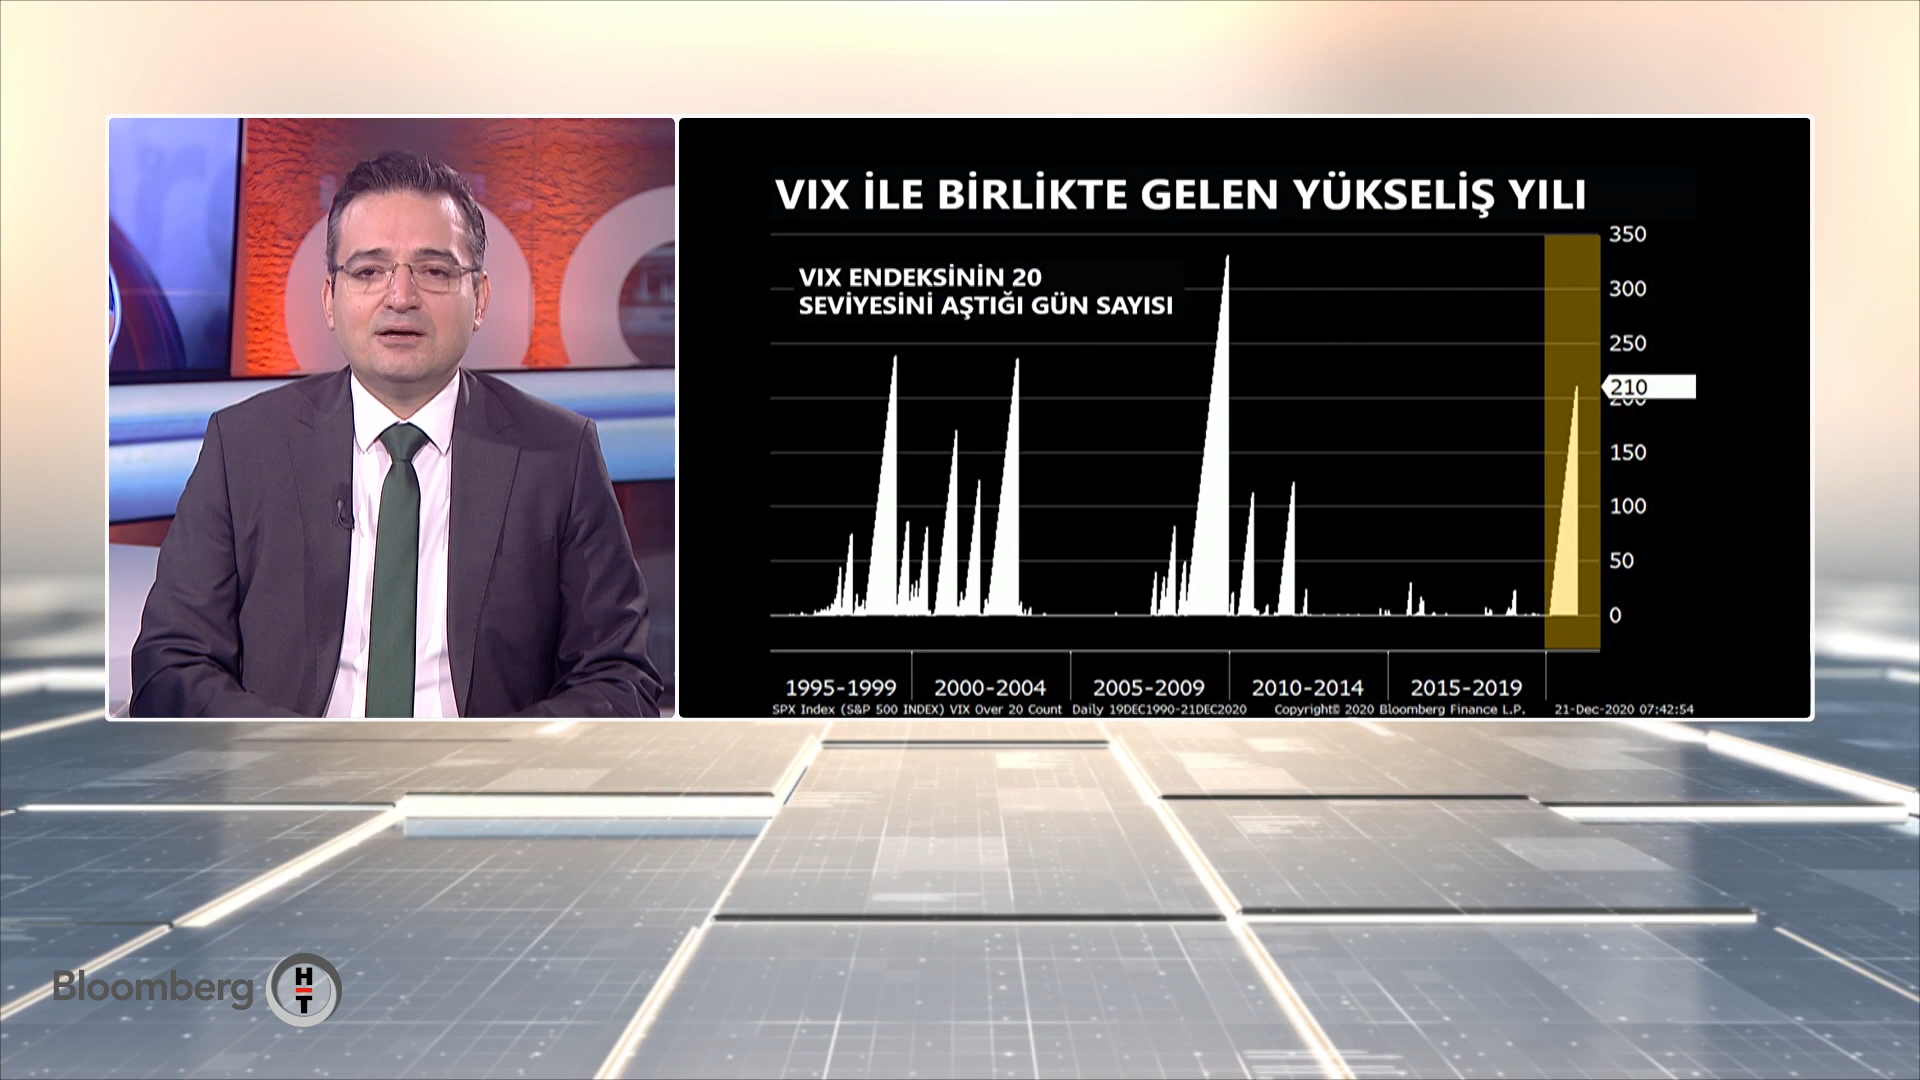 VIX İLE BİRLİKTE GELEN YÜKSELİŞ YILI
VIX ENDEKSİNİN 20
SEVİYESİNİ AŞTIĞI GÜN SAYISI
350
300
250
210
200
150
100
50
0
1995-1999 2000-2004 2005-2009 2010-2014 2015-2019
SPX Index (S&P 500 INDEX) VIX Over 20 Count Daily 19DEC1990-21DEC2020 Copyright© 2020 Bloomberg Finance L.P. 21-Dec-2020 07:42:54
Bloomberg HT